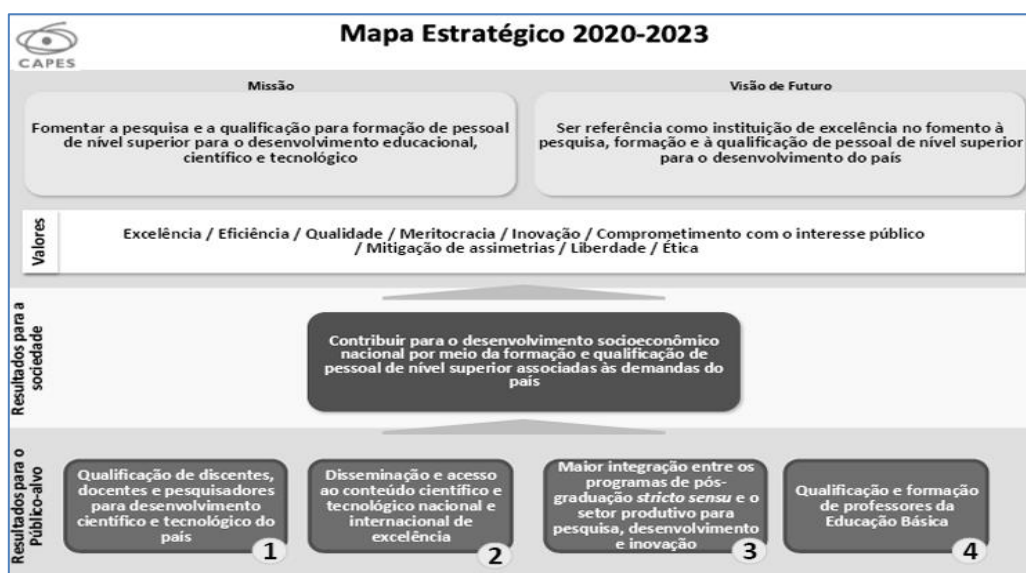 CAPES
Mapa Estratégico 2020-2023
Missão
Fomentar a pesquisa e a qualificação para formação de pessoal
de nível superior para o desenvolvimento educacional,
científico e tecnológico
Visão de Futuro
Ser referência como instituição de excelência no fomento à
pesquisa, formação e à qualificação de pessoal de nível superior
para o desenvolvimento do país
Valores
Excelência / Eficiência / Qualidade / Meritocracia / Inovação / Comprometimento com o interesse público
/ Mitigação de assimetrias / Liberdade / Ética
Resultados para a
sociedade
Contribuir para o desenvolvimento socioeconômico
nacional por meio da formação e qualificação de
pessoal de nível superior associadas às demandas do
país
Resultados para o
Público-alvo
Qualificação de discentes,
docentes e pesquisadores
para desenvolvimento
científico e tecnológico do
país
1
Disseminação e acesso
ao conteúdo científico e
tecnológico nacional e
internacional de
excelência
2
Maior integração entre os
programas de pós-
graduação stricto sensu e o
setor produtivo para
pesquisa, desenvolvimento
e inovação
3
Qualificação e formação
de professores da
Educação Básica
4